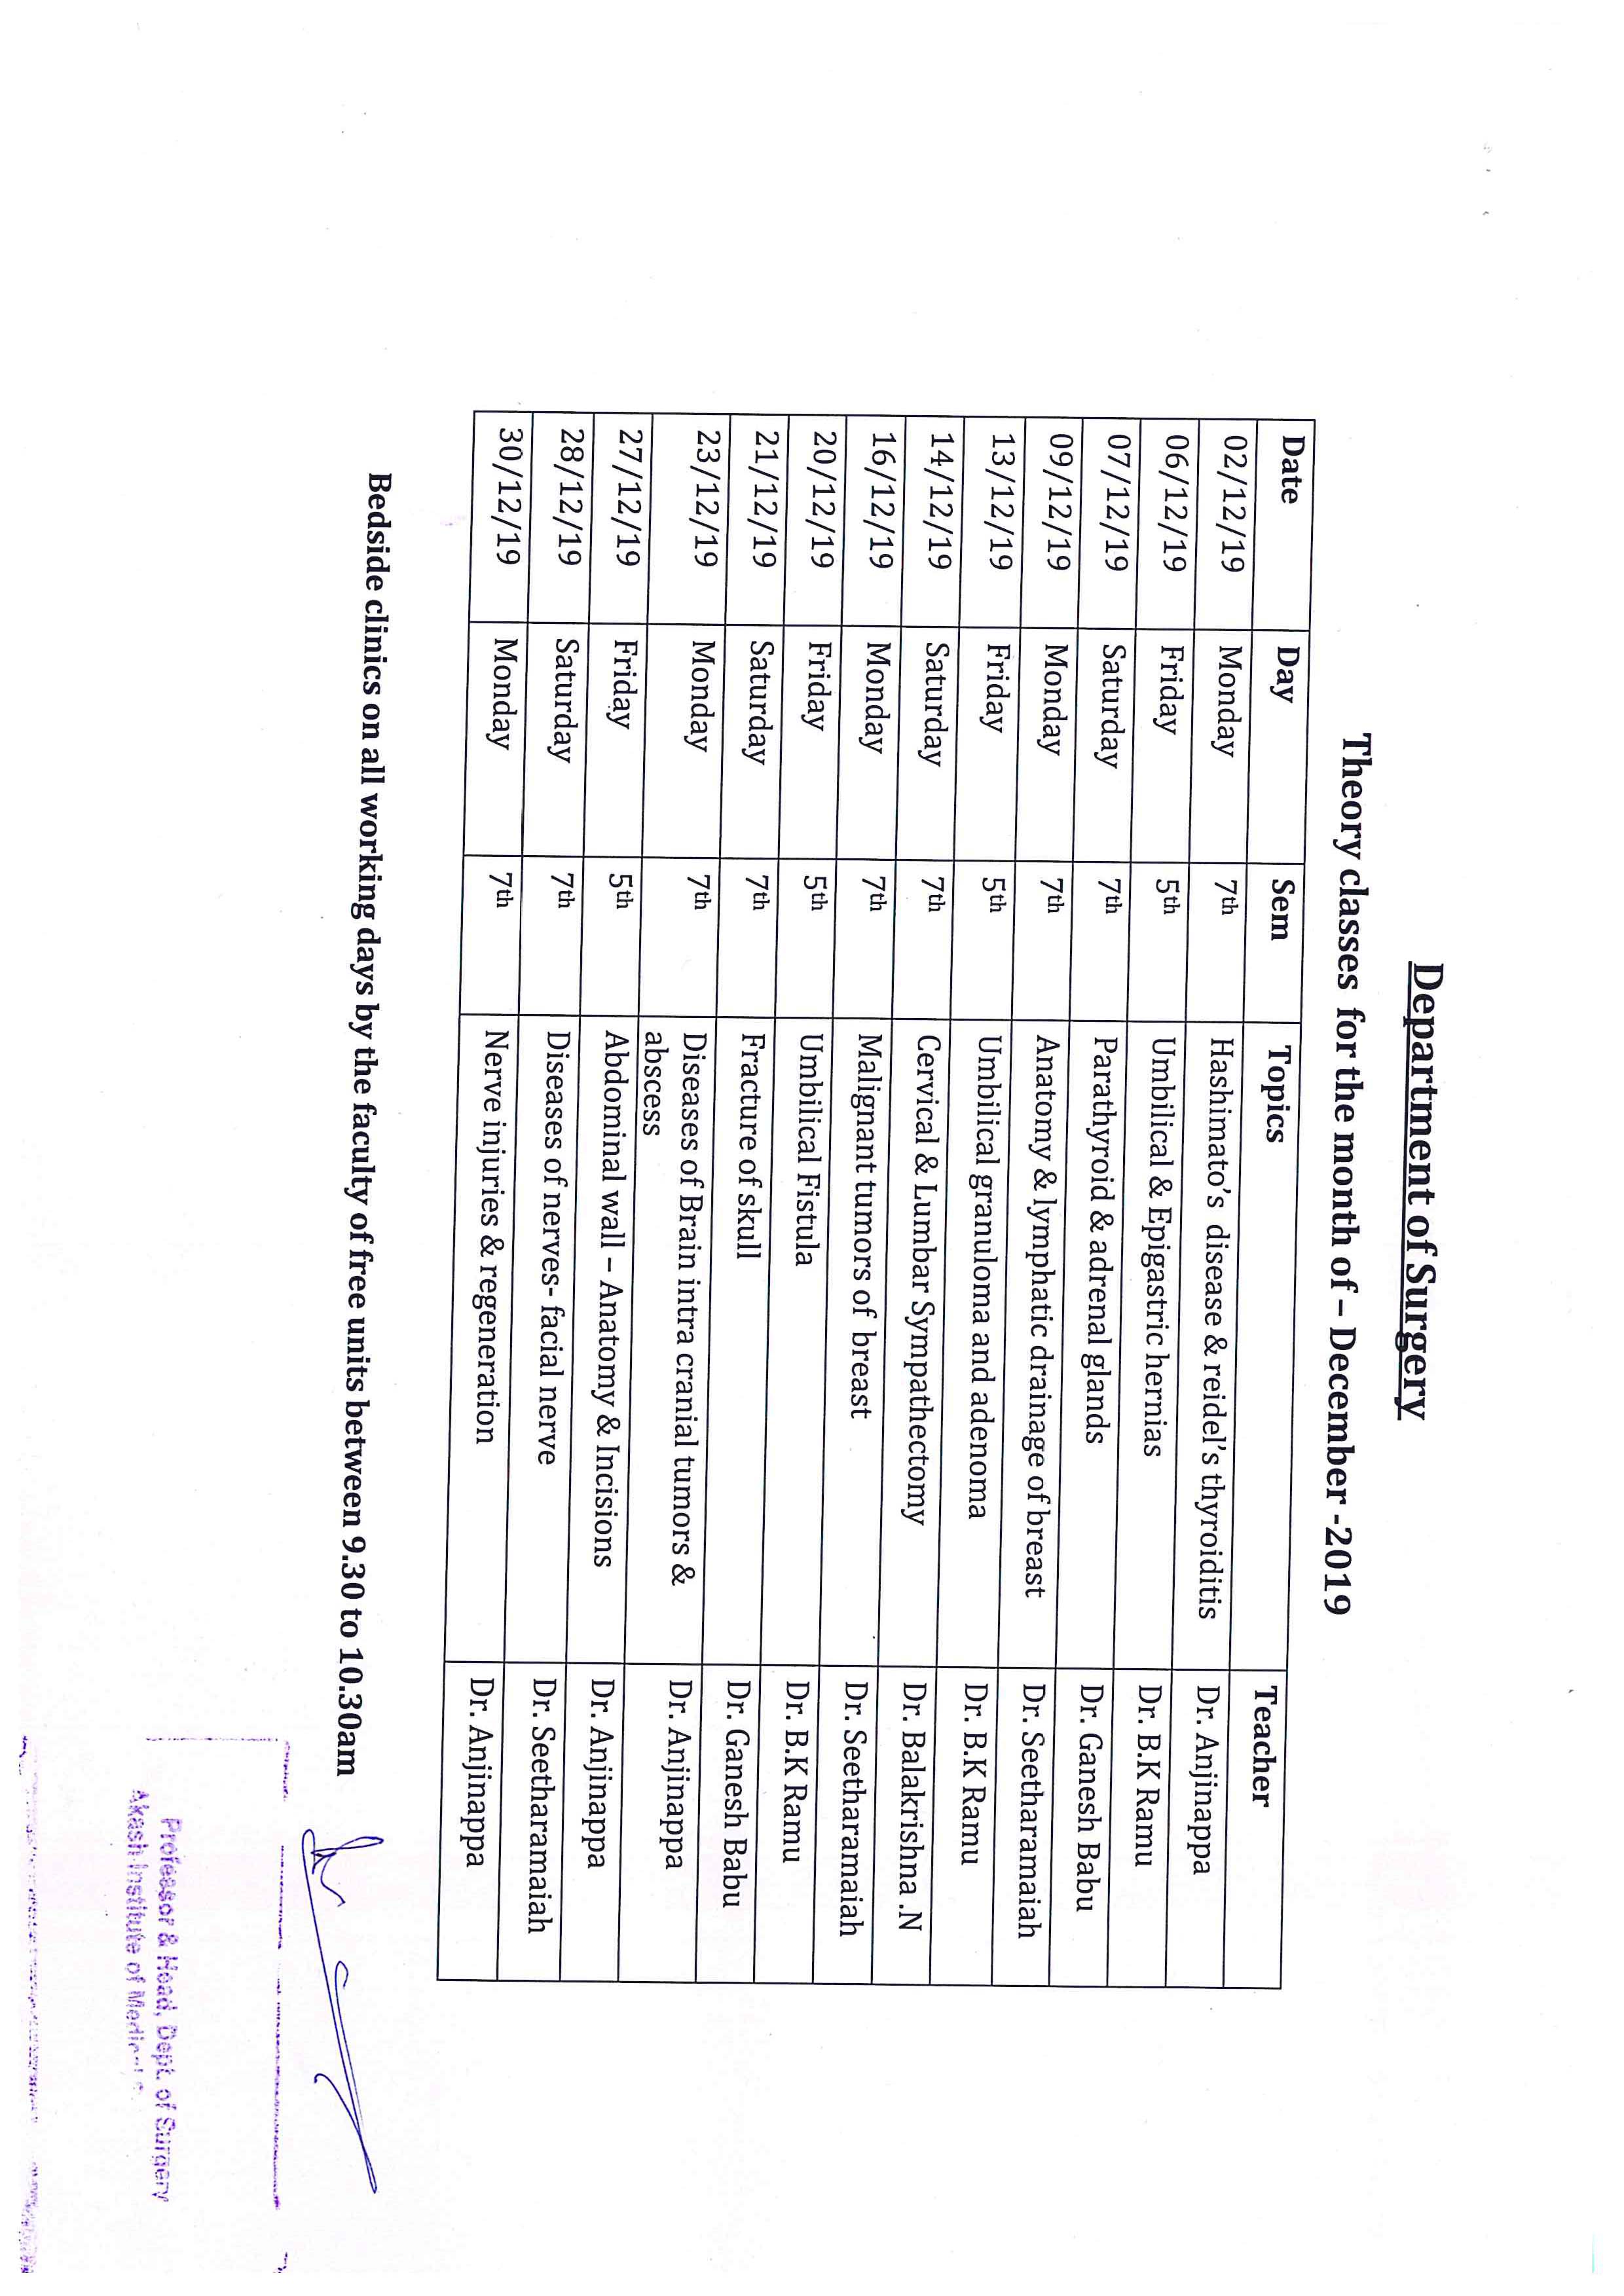 Department of Surgery
Theory classes for the month of – December -2019
Date Day Sem Topics Teacher
02/12/19 Monday 7th Hashimato's disease & reidel's thyroiditis Dr. Anjinappa
06/12/19 Friday 5th Umbilical & Epigastric hernias Dr. B.K Ramu
07/12/19 Saturday 7th Parathyroid & adrenal glands Dr. Ganesh Babu
09/12/19 Monday 7th Anatomy & lymphatic drainage of breast Dr. Seetharamaiah
13/12/19 Friday 5th Umbilical granuloma and adenoma Dr. B.K Ramu
14/12/19 Saturday 7th Cervical & Lumbar Sympathectomy Dr. Balakrishna .N
16/12/19 Monday 7th Malignant tumors of breast Dr. Seetharamaiah
20/12/19 Friday 5th Umbilical Fistula Dr. B.K Ramu
21/12/19 Saturday 7th Fracture of skull Dr. Ganesh Babu
23/12/19 Monday 7th Diseases of Brain intra cranial tumors & Dr. Anjinappa
abscess
27/12/19 Friday 5th Abdominal wall – Anatomy & Incisions Dr. Anjinappa
28/12/19 Saturday 7th Diseases of nerves- facial nerve Dr. Seetharamaiah
30/12/19 Monday 7th Nerve injuries & regeneration Dr. Anjinappa
Bedside clinics on all working days by the faculty of free units between 9.30 to 10.30am
Professor & Head, Dept. of Surgery
Akash Institute of